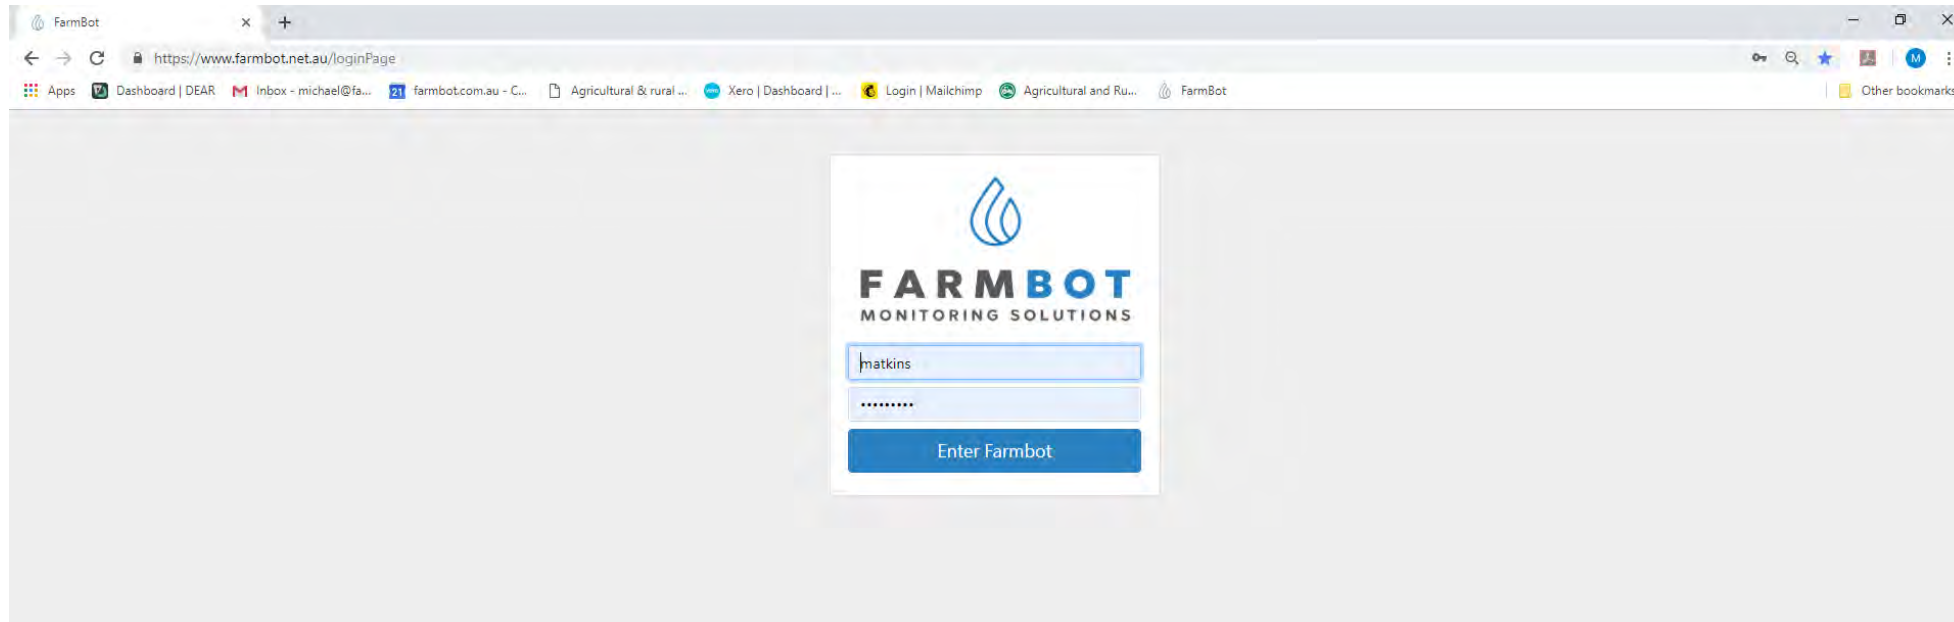 FarmBot
https://www.farmbot.net.au/loginPage
M
Apps Dashboard | DEAR Inbox - michael@fa... 21 farmbot.com.au - C... Agricultural & rural ... Xero | Dashboard | ... Login | Mailchimp Agricultural and Ru... FarmBot Other bookmarks
FARMBOT
MONITORING SOLUTIONS
matkins
•••••••••
Enter Farmbot